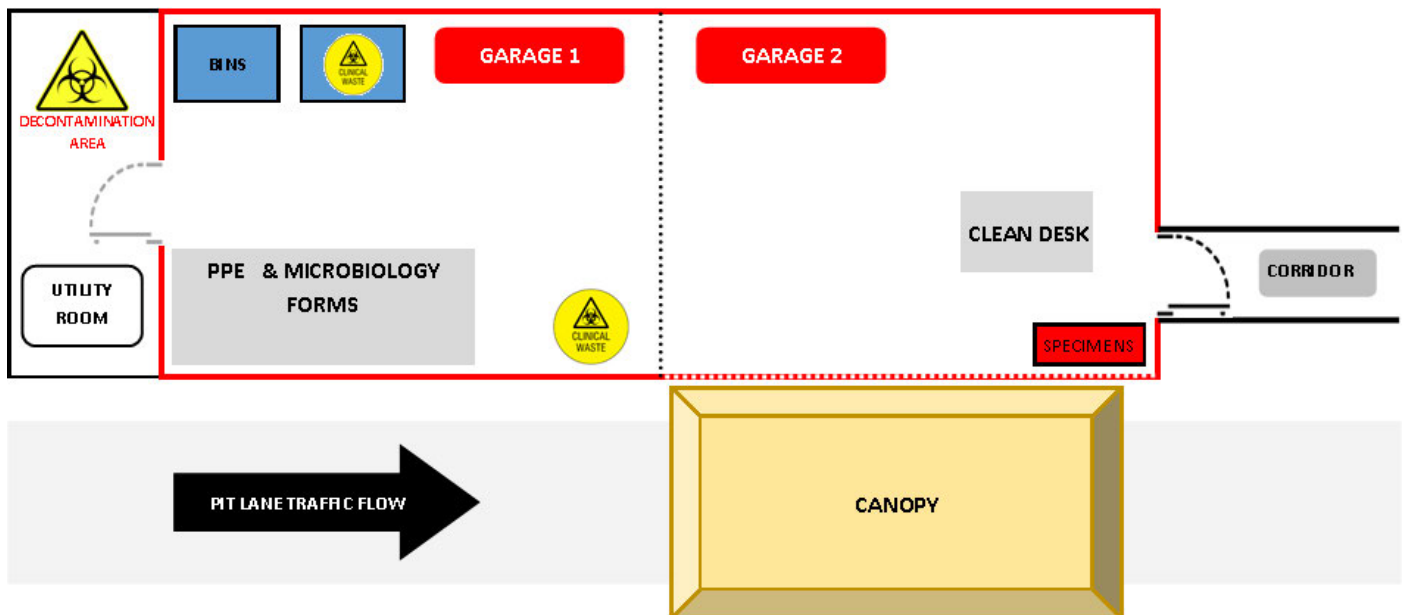 BINS
CLINICAL
WASTE
GARAGE 1
GARAGE 2
DECONTAMINATION
AREA
CLEAN DESK
PPE & MICROBIOLOGY
FORMS
CORRIDOR
UTILITY
ROOM
CLINICAL
WASTE
SPECIMENS
PIT LANE TRAFFIC FLOW
CANOPY